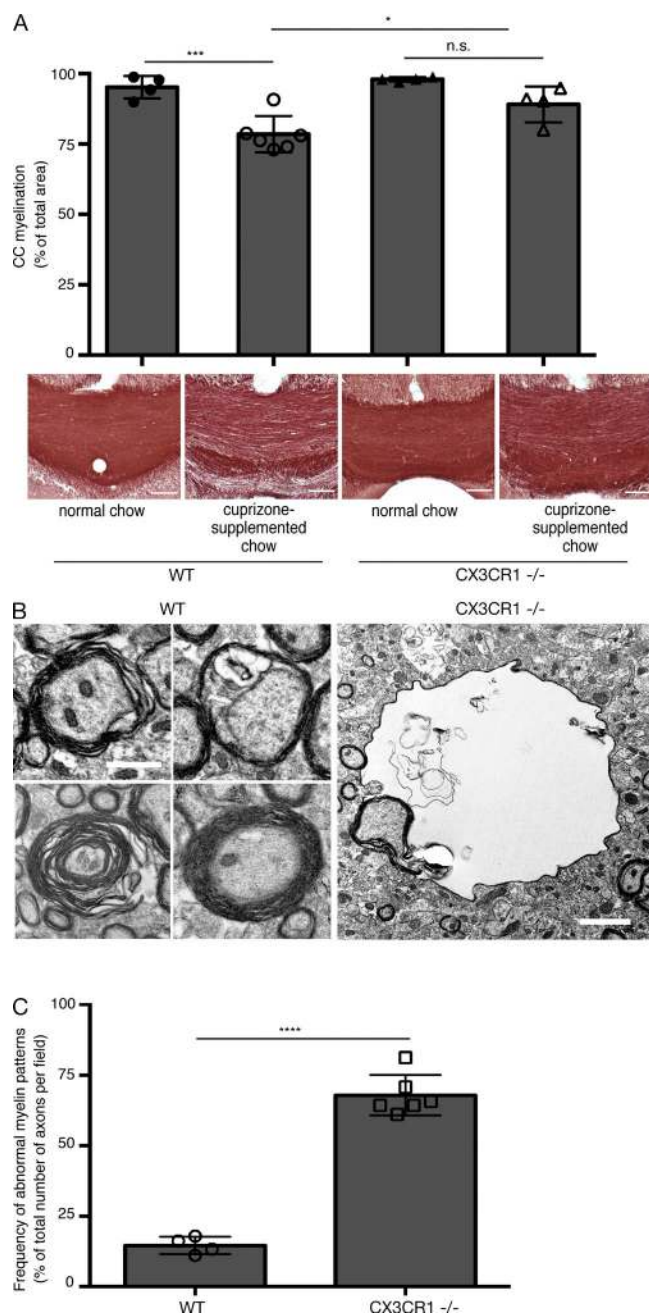 A
*
***
n.s.
100
75
50
25
0
CC myelination
(% of total area)
normal chow
cuprizone-
supplemented
chow
normal chow
cuprizone-
supplemented
chow
WT
CX3CR1 -/-
B
WT
CX3CR1 -/-
C
****
100
75
50
25
0
Frequency of abnormal myelin patterns
(% of total number of axons per field)
WT
CX3CR1 -/-